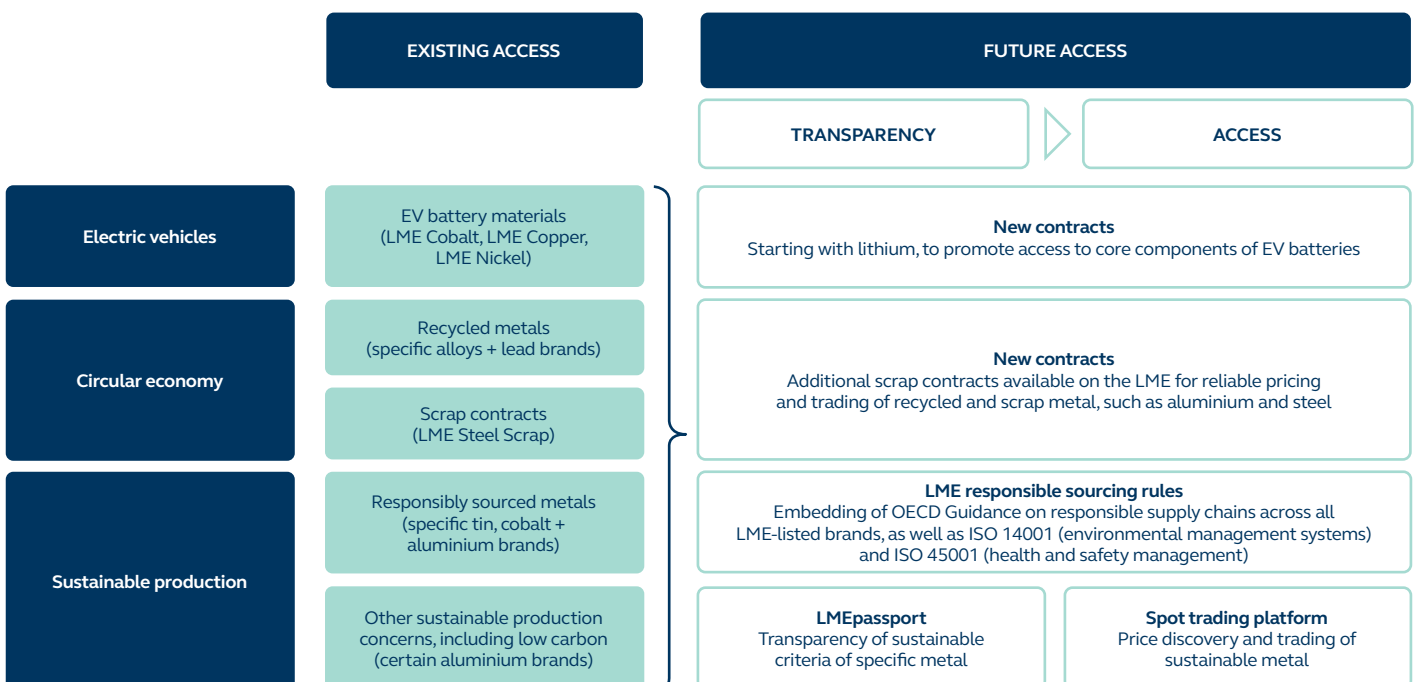 EXISTING ACCESS
FUTURE ACCESS
TRANSPARENCY
ACCESS
Electric vehicles
EV battery materials
(LME Cobalt, LME Copper,
LME Nickel)
New contracts
Starting with lithium, to promote access to core components of EV batteries
Circular economy
Recycled metals
(specific alloys + lead brands)
Scrap contracts
(LME Steel Scrap)
New contracts
Additional scrap contracts available on the LME for reliable pricing
and trading of recycled and scrap metal, such as aluminium and steel
Sustainable production
Responsibly sourced metals
(specific tin, cobalt +
aluminium brands)
LME responsible sourcing rules
Embedding of OECD Guidance on responsible supply chains across all
LME-listed brands, as well as ISO 14001 (environmental management systems)
and ISO 45001 (health and safety management)
Other sustainable production
concerns, including low carbon
(certain aluminium brands)
LMEpassport
Transparency of sustainable
criteria of specific metal
Spot trading platform
Price discovery and trading of
sustainable metal